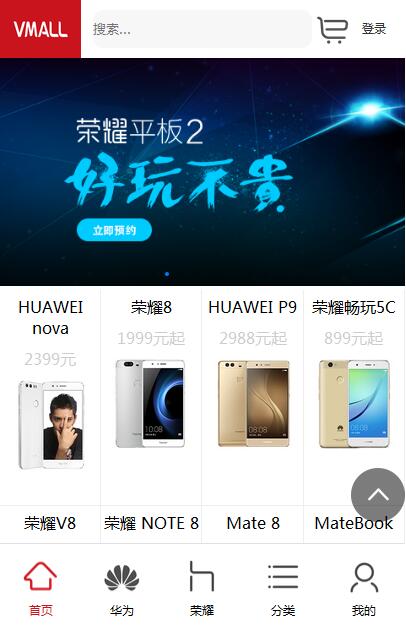 VMALL
搜索...
登录
荣耀平板2
好玩不贵
立即预约
HUAWEI nova
2399元
荣耀8
1999元起
HUAWEI P9
2988元起
荣耀畅玩5C
899元起
荣耀V8
荣耀 NOTE 8
Mate 8
MateBook
首页
华为
荣耀
分类
我的